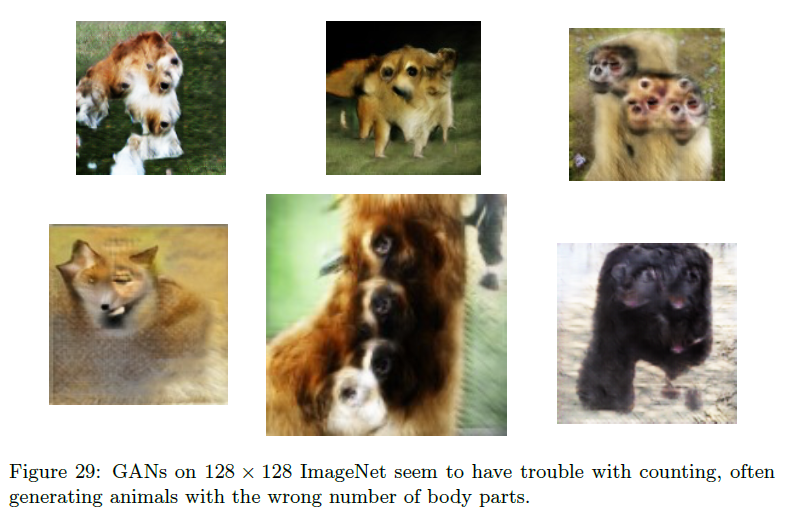 Figure 29: GANs on 128 × 128 ImageNet seem to have trouble with counting, often
generating animals with the wrong number of body parts.